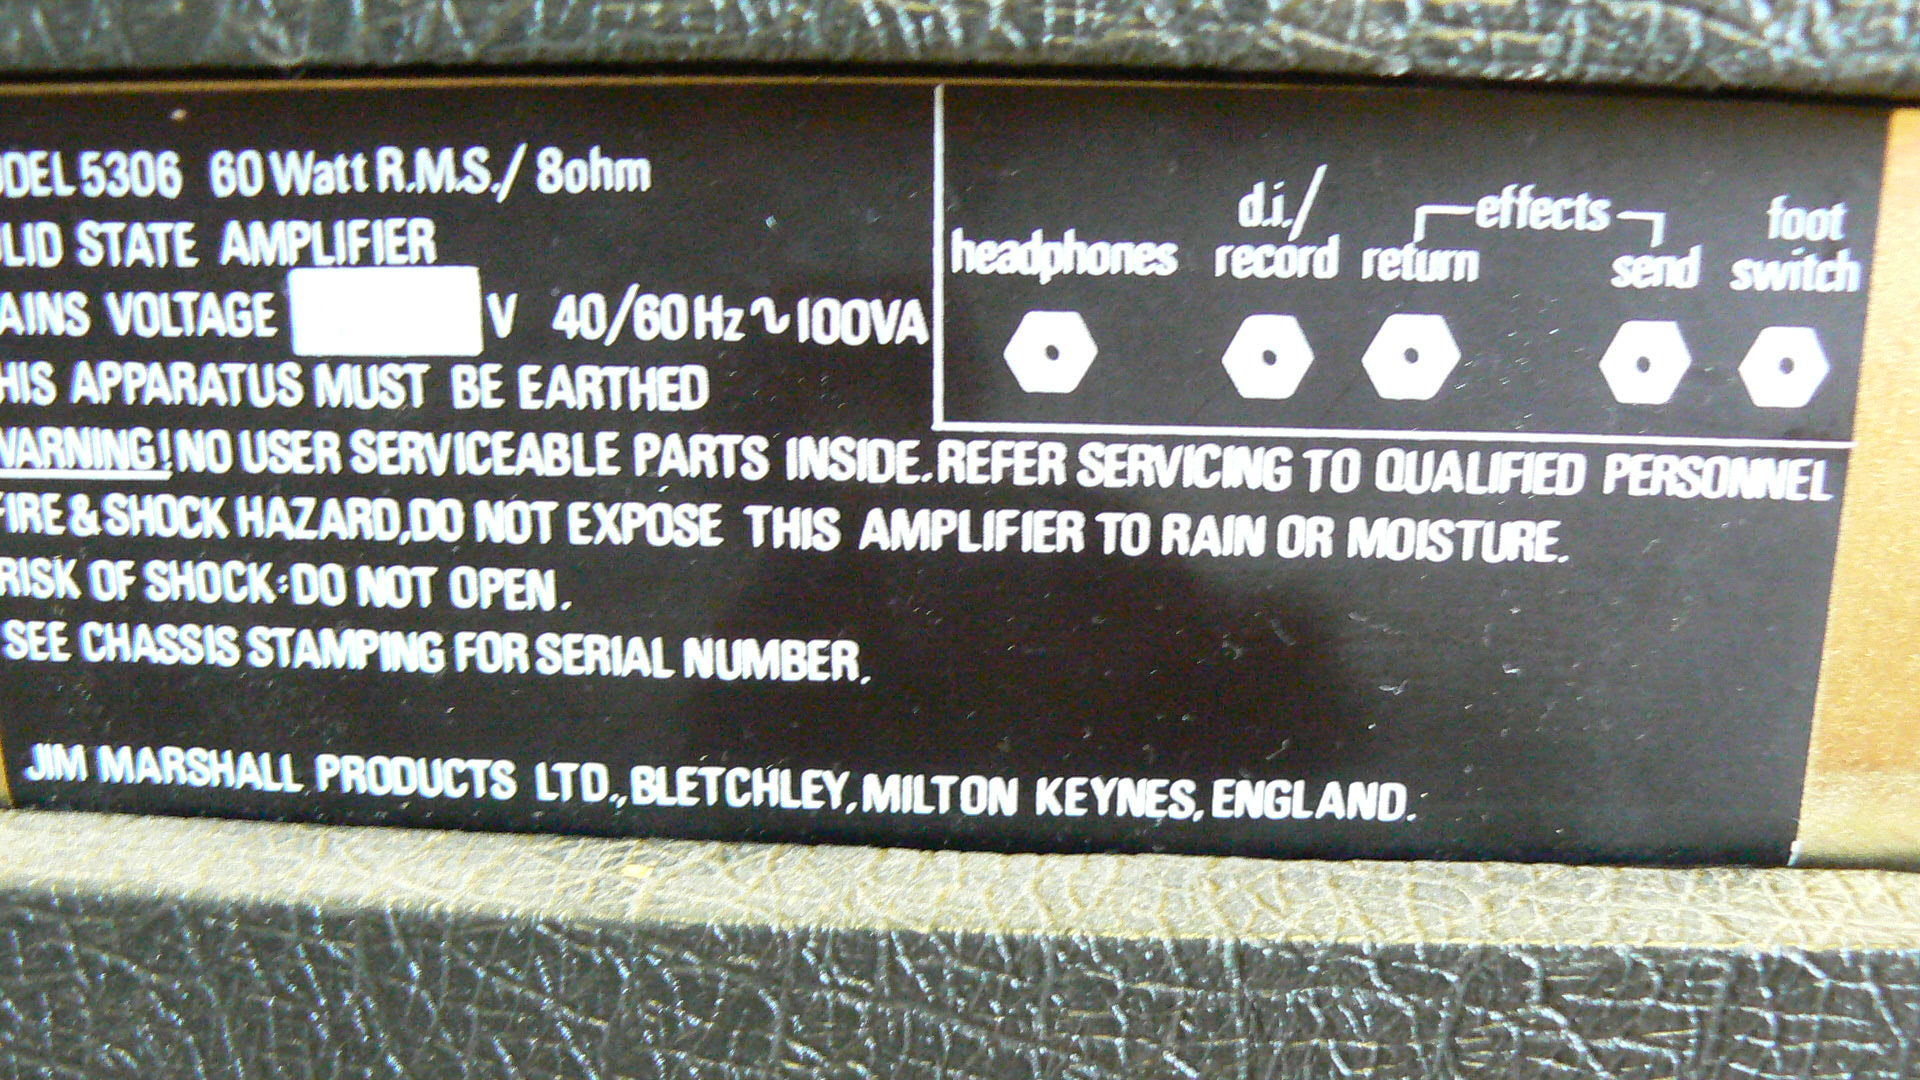 ODEL 5306 60 Watt R.M.S./ 8ohm
LID STATE AMPLIFIER
AINS VOLTAGE V 40/60Hz ~ 100VA
HIS APPARATUS MUST BE EARTHED
WARNING! NO USER SERVICEABLE PARTS INSIDE. REFER SERVICING TO QUALIFIED PERSONNEL
FIRE & SHOCK HAZARD, DO NOT EXPOSE THIS AMPLIFIER TO RAIN OR MOISTURE.
RISK OF SHOCK: DO NOT OPEN.
SEE CHASSIS STAMPING FOR SERIAL NUMBER.
JIM MARSHALL PRODUCTS LTD., BLETCHLEY, MILTON KEYNES, ENGLAND.
headphones
d.i./
record
effects
return
send
foot
switch